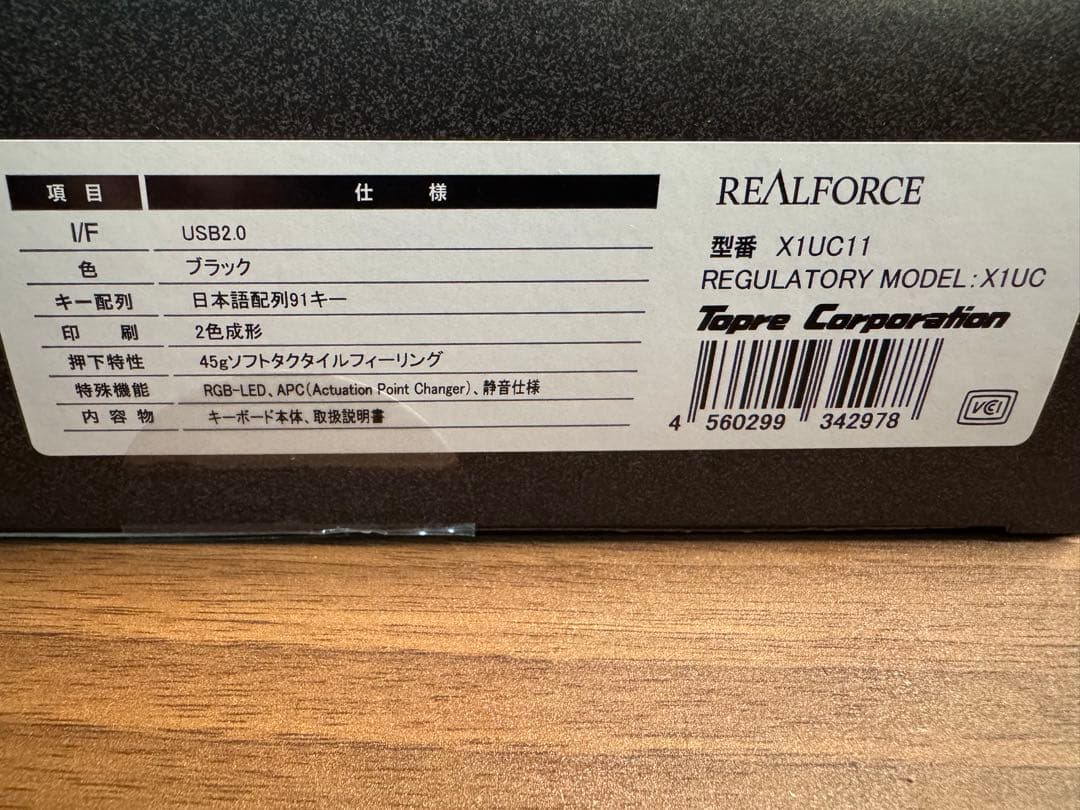 項目 仕様
I/F USB2.0
色 ブラック
キー配列 日本語配列91キー
印刷 2色成形
押下特性 45gソフトタクタイルフィーリング
特殊機能 RGB-LED、APC(Actuation Point Changer)、静音仕様
内容物 キーボード本体、取扱説明書
REALFORCE
型番 X1UC11
REGULATORY MODEL: X1UC
Topre Corporation
4 560299 342978
VCCI